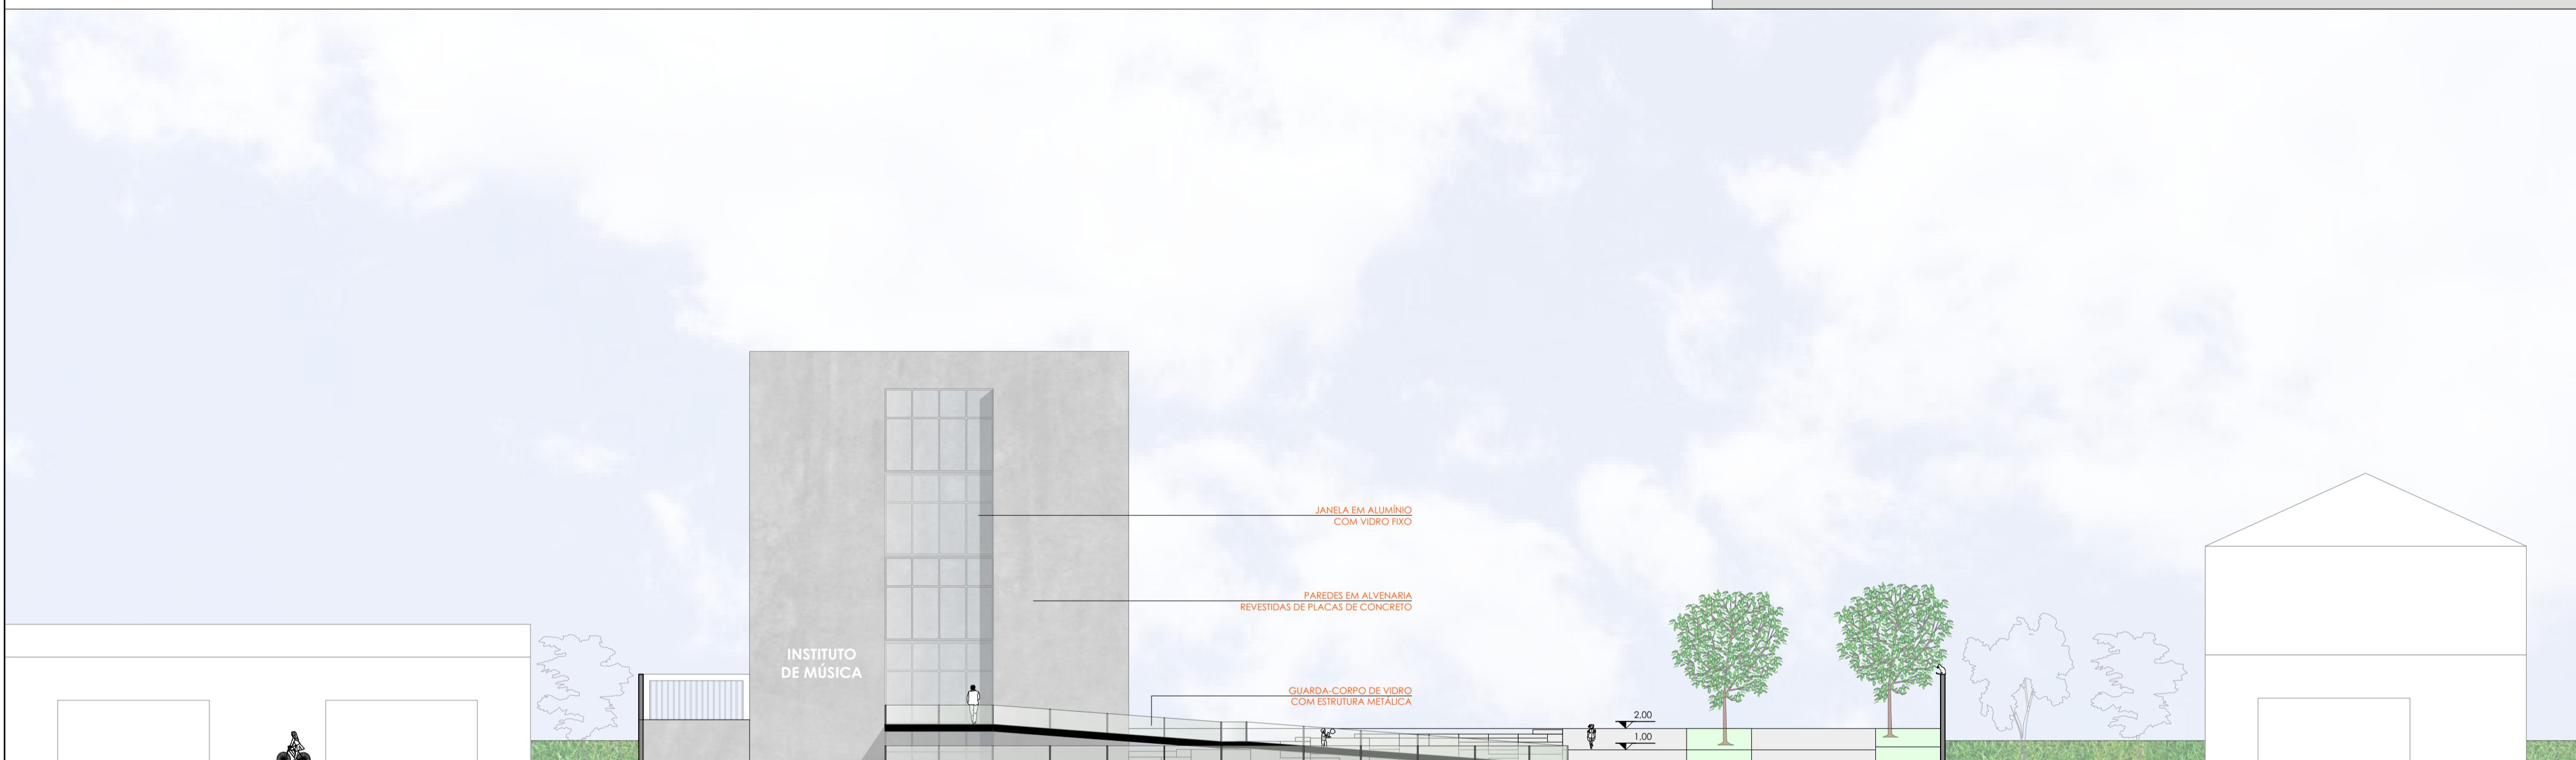 JANELA EM ALUMÍNIO
COM VIDRO FIXO
PAREDES EM ALVENARIA
REVESTIDAS DE PLACAS DE CONCRETO
INSTITUTO
DE MÚSICA
GUARDA-CORPO DE VIDRO
COM ESTRUTURA METÁLICA
2,00
1,00